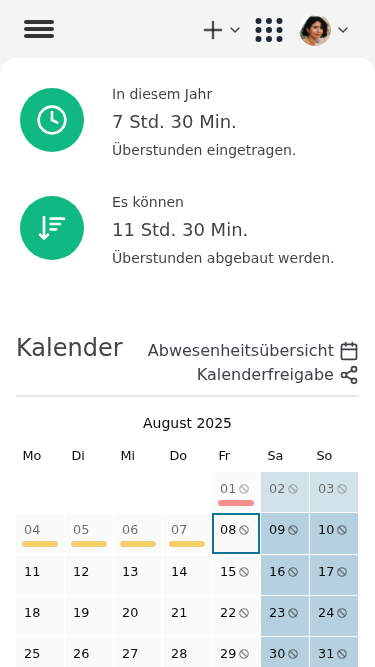 In diesem Jahr
7 Std. 30 Min.
Überstunden eingetragen.
Es können
11 Std. 30 Min.
Überstunden abgebaut werden.
Kalender
Abwesenheitsübersicht
Kalenderfreigabe
August 2025
Mo Di Mi Do Fr Sa So
01 02 03
04 05 06 07 08 09 10
11 12 13 14 15 16 17
18 19 20 21 22 23 24
25 26 27 28 29 30 31